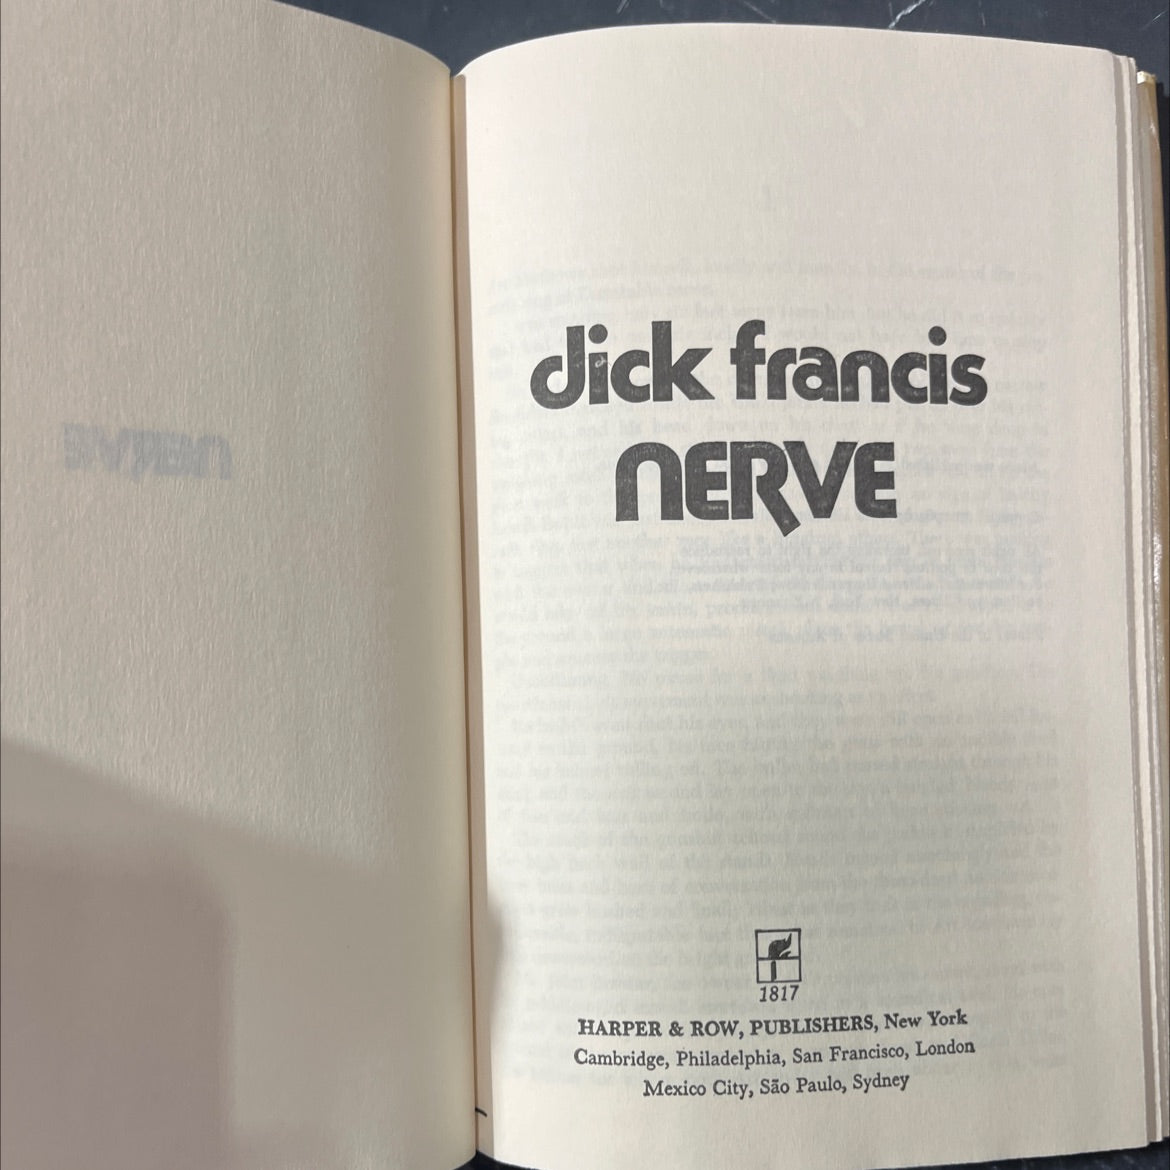 dick francis
NERVE
1817
HARPER & ROW, PUBLISHERS, New York
Cambridge, Philadelphia, San Francisco, London
Mexico City, São Paulo, Sydney